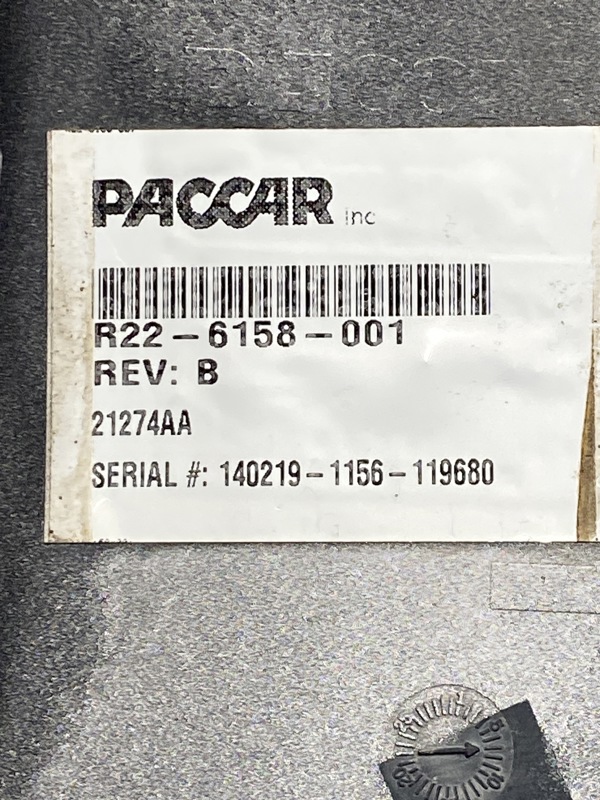 PACCAR Inc
R22-6158-001
REV: B
21274AA
SERIAL #: 140219-1156-119680